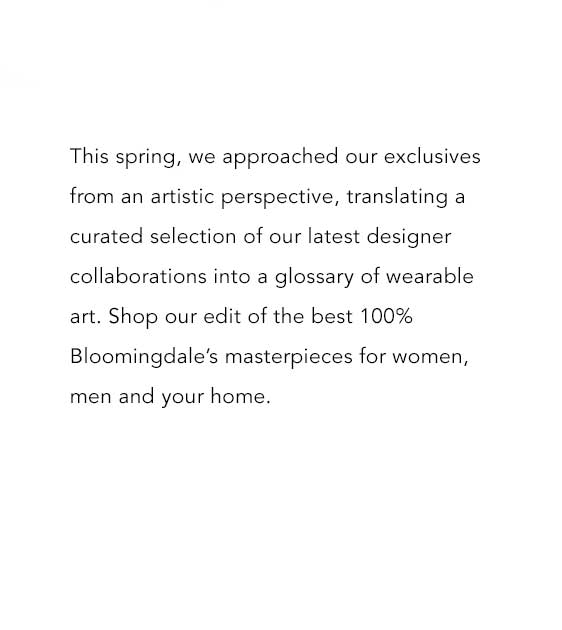 This spring, we approached our exclusives
from an artistic perspective, translating a
curated selection of our latest designer
collaborations into a glossary of wearable
art. Shop our edit of the best 100%
Bloomingdale’s masterpieces for women,
men and your home.